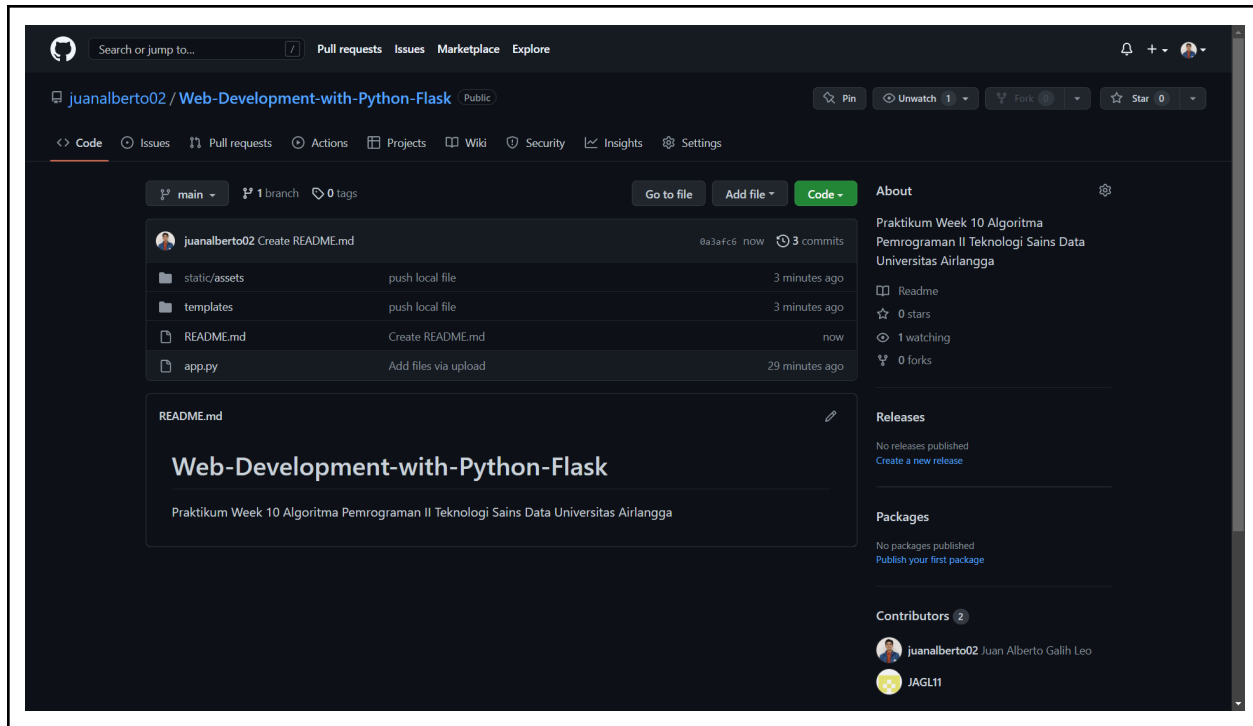 Search or jump to... / Pull requests Issues Marketplace Explore
juanalberto02 / Web-Development-with-Python-Flask Public
Pin Unwatch 1 Fork 0 Star 0
Code Issues Pull requests Actions Projects Wiki Security Insights Settings
main 1 branch 0 tags Go to file Add file Code
juanalberto02 Create README.md 0a3afc6 now 3 commits
static/assets push local file 3 minutes ago
templates push local file 3 minutes ago
README.md Create README.md now
app.py Add files via upload 29 minutes ago
README.md
Web-Development-with-Python-Flask
Praktikum Week 10 Algoritma Pemrograman II Teknologi Sains Data Universitas Airlangga
About
Praktikum Week 10 Algoritma
Pemrograman II Teknologi Sains Data
Universitas Airlangga
Readme
0 stars
1 watching
0 forks
Releases
No releases published
Create a new release
Packages
No packages published
Publish your first package
Contributors 2
juanalberto02 Juan Alberto Galih Leo
JAGL11